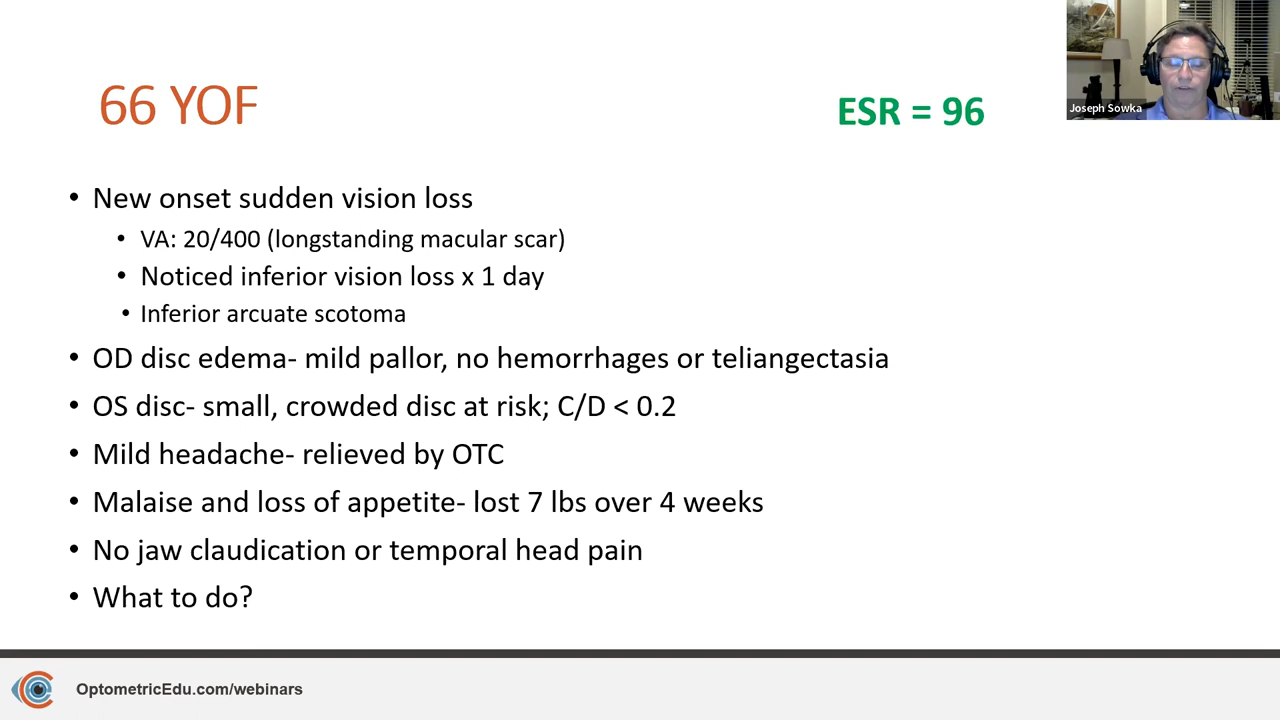 66 YOF
ESR = 96
Joseph Sowka
• New onset sudden vision loss
• VA: 20/400 (longstanding macular scar)
• Noticed inferior vision loss x 1 day
• Inferior arcuate scotoma
• OD disc edema- mild pallor, no hemorrhages or teliangectasia
• OS disc- small, crowded disc at risk; C/D < 0.2
• Mild headache- relieved by OTC
• Malaise and loss of appetite- lost 7 lbs over 4 weeks
• No jaw claudication or temporal head pain
• What to do?
OptometricEdu.com/webinars